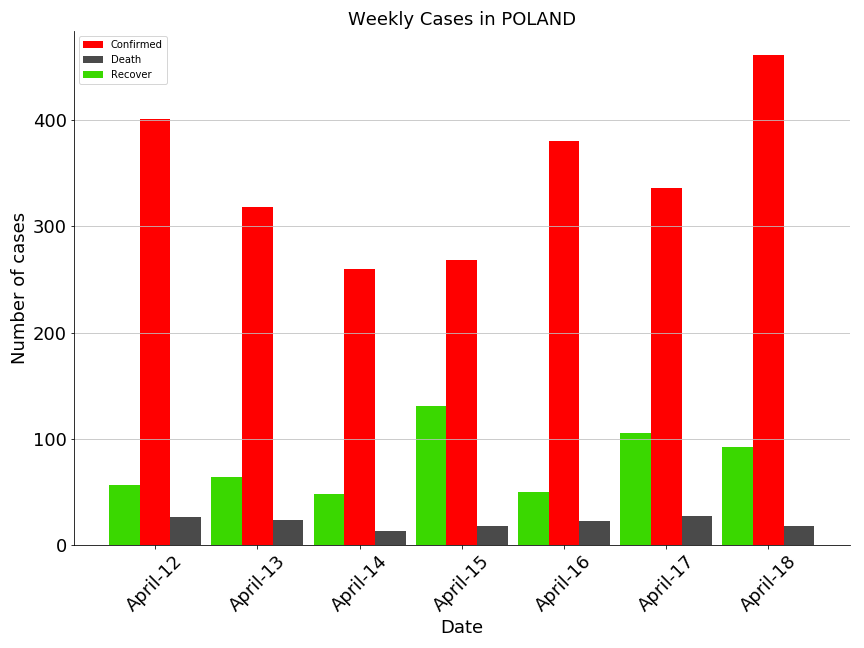 Weekly Cases in POLAND
Confirmed
Death
Recover
Number of cases
400
300
200
100
0
April-12
April-13
April-14
April-15
April-16
April-17
April-18
Date